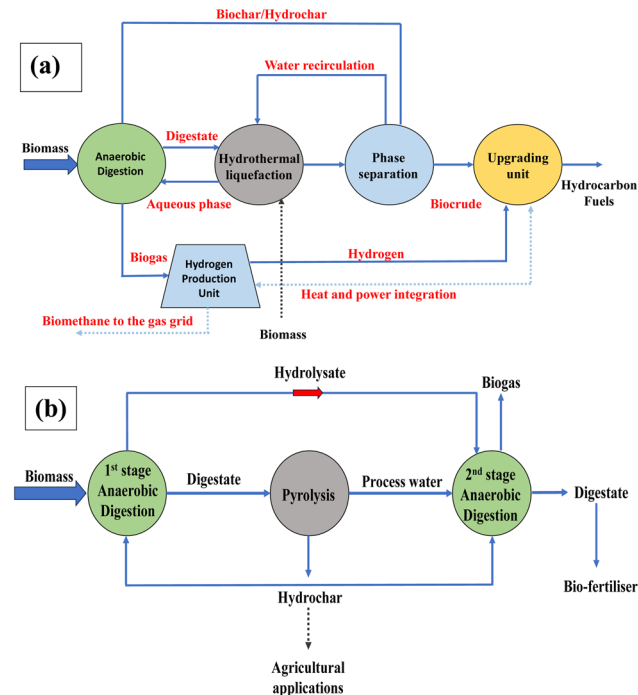 (a)
Biochar/Hydrochar
Water recirculation
Biomass
Anaerobic
Digestion
Digestate
Aqueous phase
Hydrothermal
liquefaction
Phase
separation
Biocrude
Upgrading
unit
Hydrocarbon
Fuels
Biogas
Hydrogen
Production
Unit
Hydrogen
Heat and power integration
Biomethane to the gas grid
Biomass
(b)
Hydrolysate
Biogas
Biomass
1st stage
Anaerobic
Digestion
Digestate
Pyrolysis
Process water
2nd stage
Anaerobic
Digestion
Digestate
Hydrochar
Bio-fertiliser
Agricultural
applications